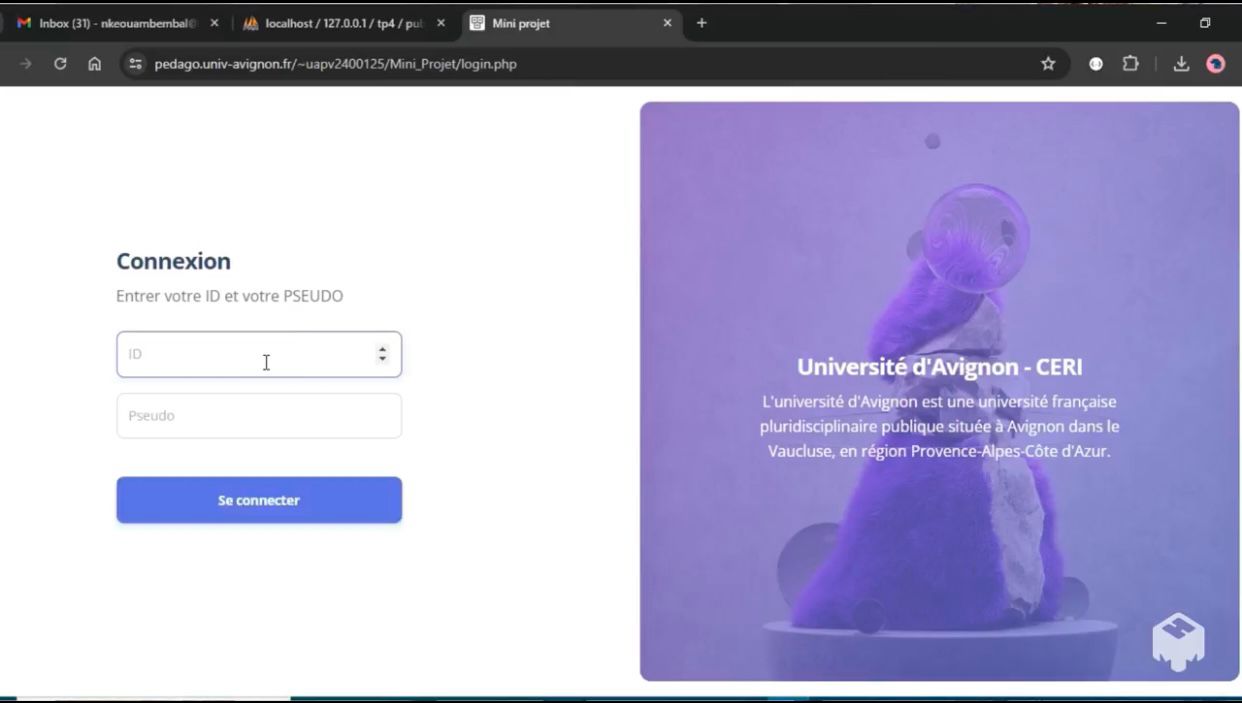 Inbox (31) - nkeouambembal@
localhost / 127.0.0.1 / tp4 / pu
Mini projet
pedago.univ-avignon.fr/~uapv2400125/Mini_Projet/login.php
Connexion
Entrer votre ID et votre PSEUDO
ID
Pseudo
Se connecter
Université d'Avignon - CERI
L'université d'Avignon est une université française
pluridisciplinaire publique située à Avignon dans le
Vaucluse, en région Provence-Alpes-Côte d'Azur.